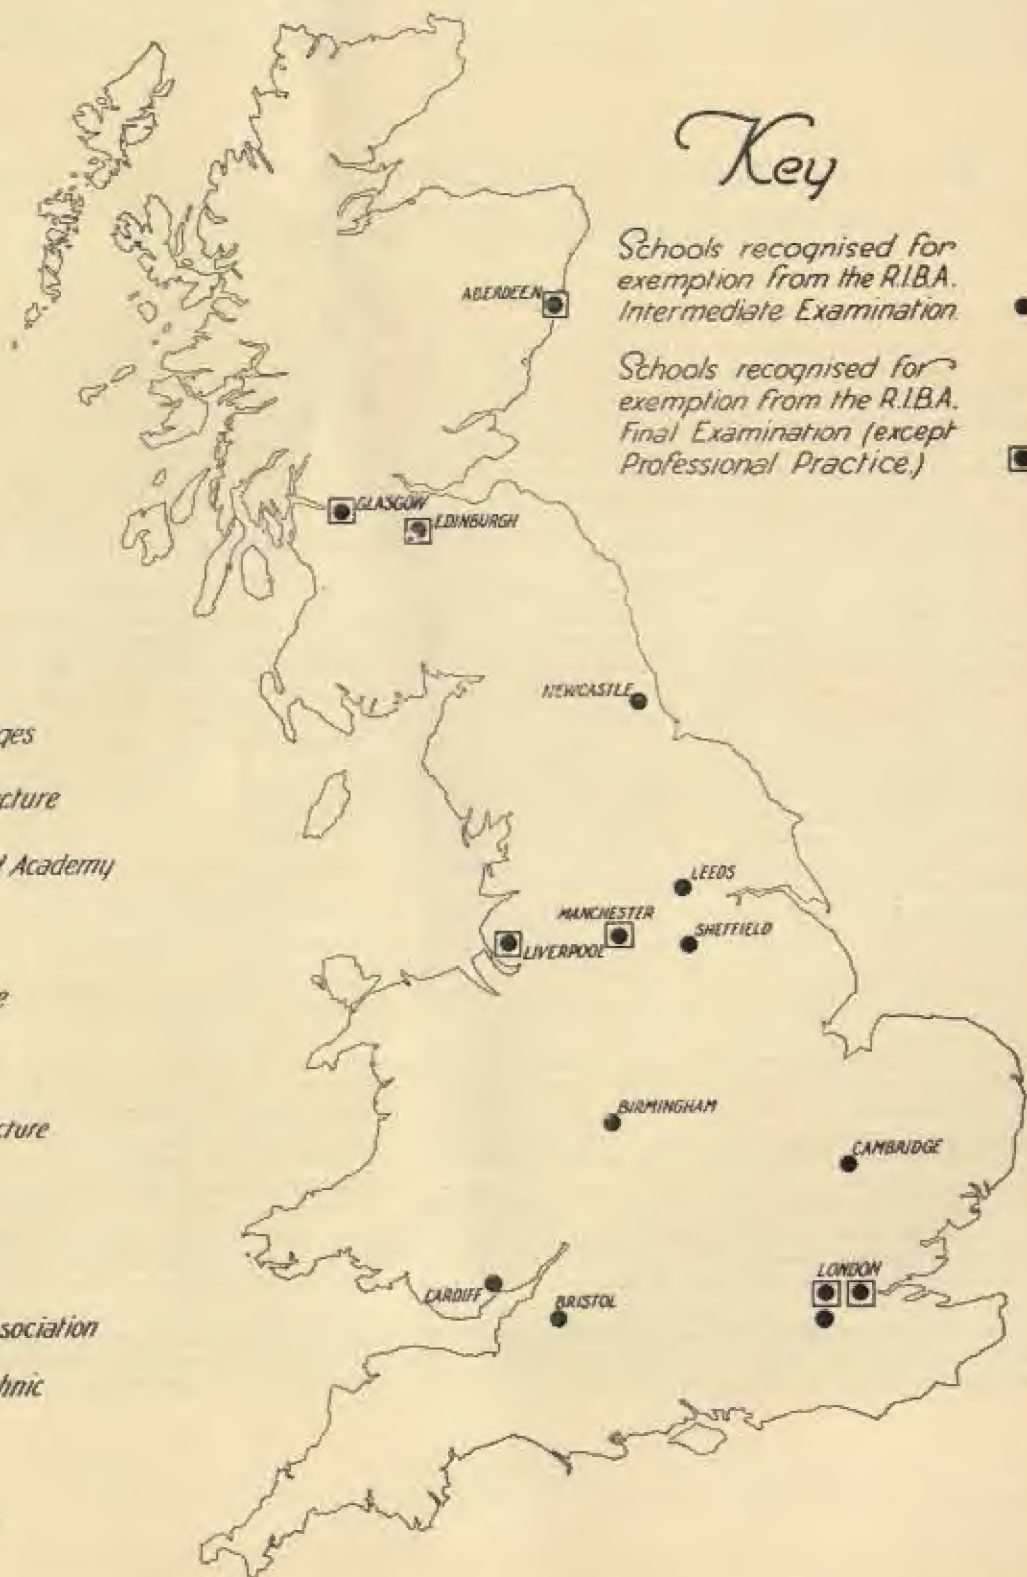 Key
Schools recognised for
exemption from the R.I.B.A.
Intermediate Examination
Schools recognised for
exemption from the R.I.B.A.
Final Examination (except
Professional Practice.)
ABERDEEN
GLASGOW
EDINBURGH
NEWCASTLE
LEEDS
MANCHESTER
SHEFFIELD
LIVERPOOL
BIRMINGHAM
CAMBRIDGE
LONDON
CARDIFF
BRISTOL
ges
cture
Academy
e
cture
sociation
hnic